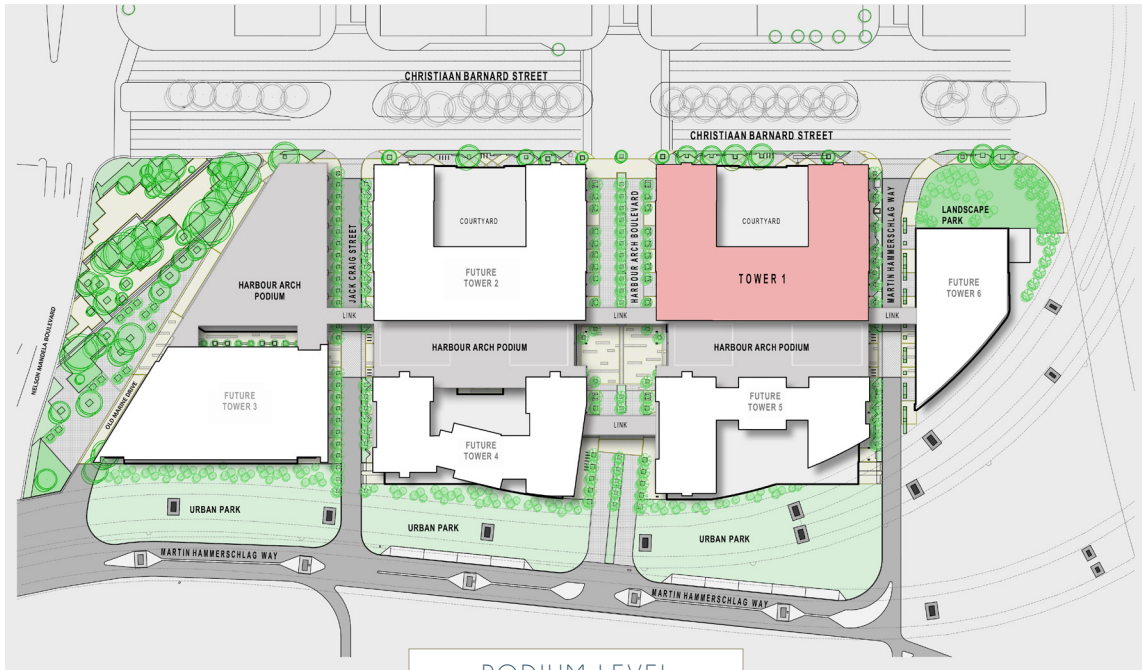 CHRISTIAAN BARNARD STREET
CHRISTIAAN BARNARD STREET
COURTYARD
COURTYARD
LANDSCAPE
PARK
JACK CRAIG STREET
HARBOUR ARCH BOULEVARD
MARTIN HAMMERSCHLAG WAY
FUTURE
TOWER 2
TOWER 1
HARBOUR ARCH
PODIUM
FUTURE
TOWER 6
LINK
LINK
LINK
NELSON MANDELA BOULEVARD
HARBOUR ARCH PODIUM
HARBOUR ARCH PODIUM
OLD MARINE DRIVE
FUTURE
TOWER 3
FUTURE
TOWER 5
LINK
FUTURE
TOWER 4
URBAN PARK
URBAN PARK
URBAN PARK
MARTIN HAMMERSCHLAG WAY
MARTIN HAMMERSCHLAG WAY
PODIUM LEVEL